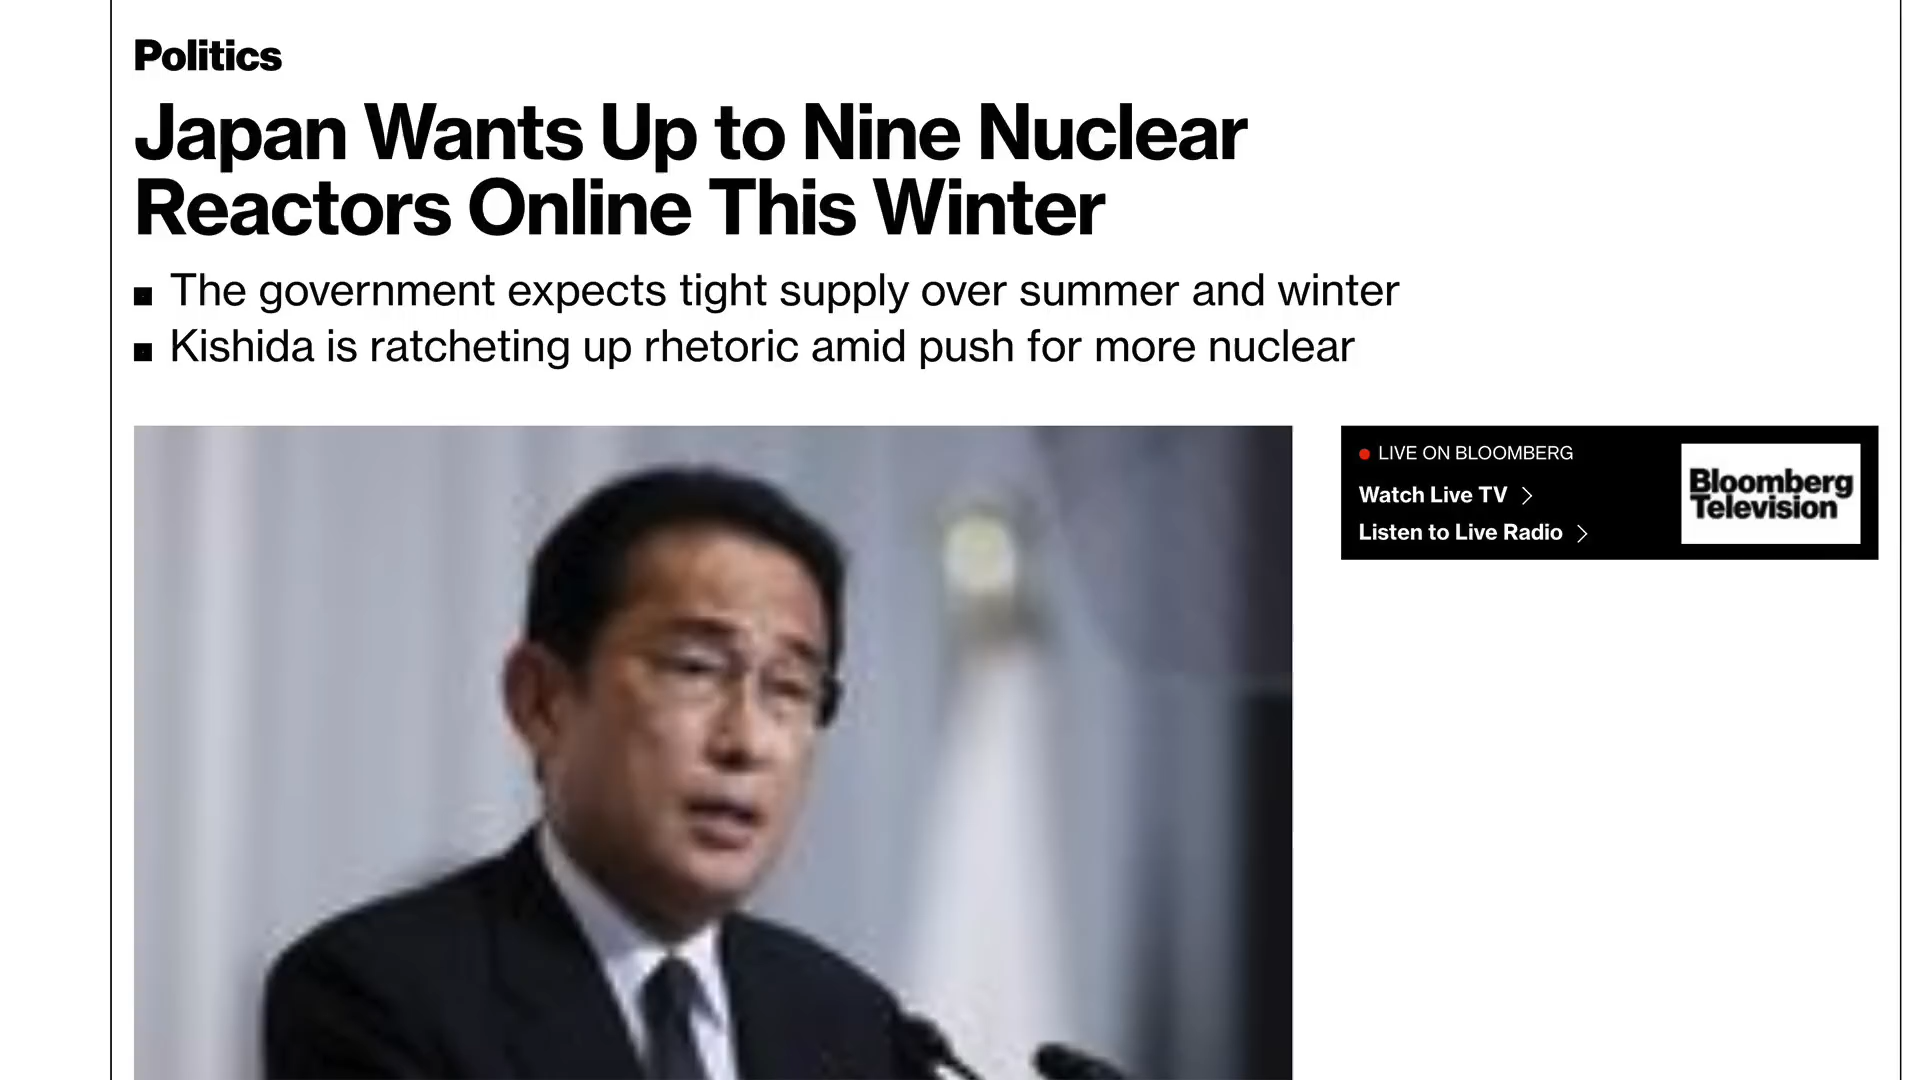 Politics
Japan Wants Up to Nine Nuclear
Reactors Online This Winter
The government expects tight supply over summer and winter
Kishida is ratcheting up rhetoric amid push for more nuclear
LIVE ON BLOOMBERG
Watch Live TV
Listen to Live Radio
Bloomberg
Television